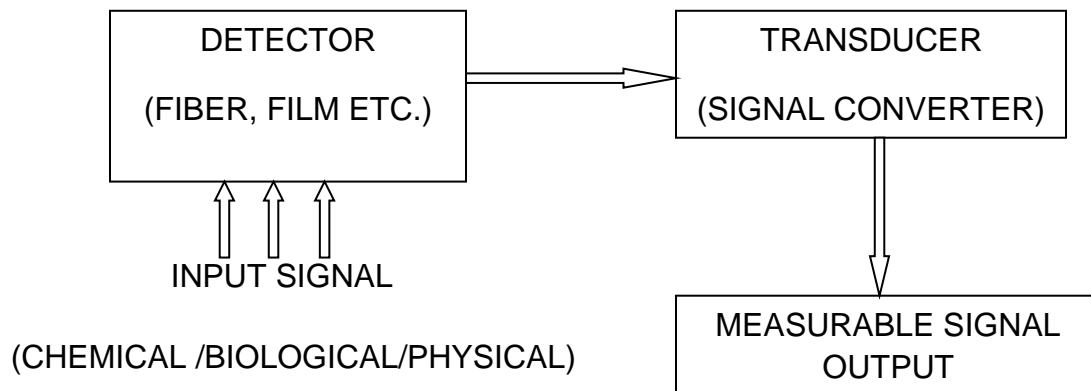 DETECTOR
(FIBER, FILM ETC.)
TRANSDUCER
(SIGNAL CONVERTER)
INPUT SIGNAL
(CHEMICAL /BIOLOGICAL/PHYSICAL)
MEASURABLE SIGNAL
OUTPUT